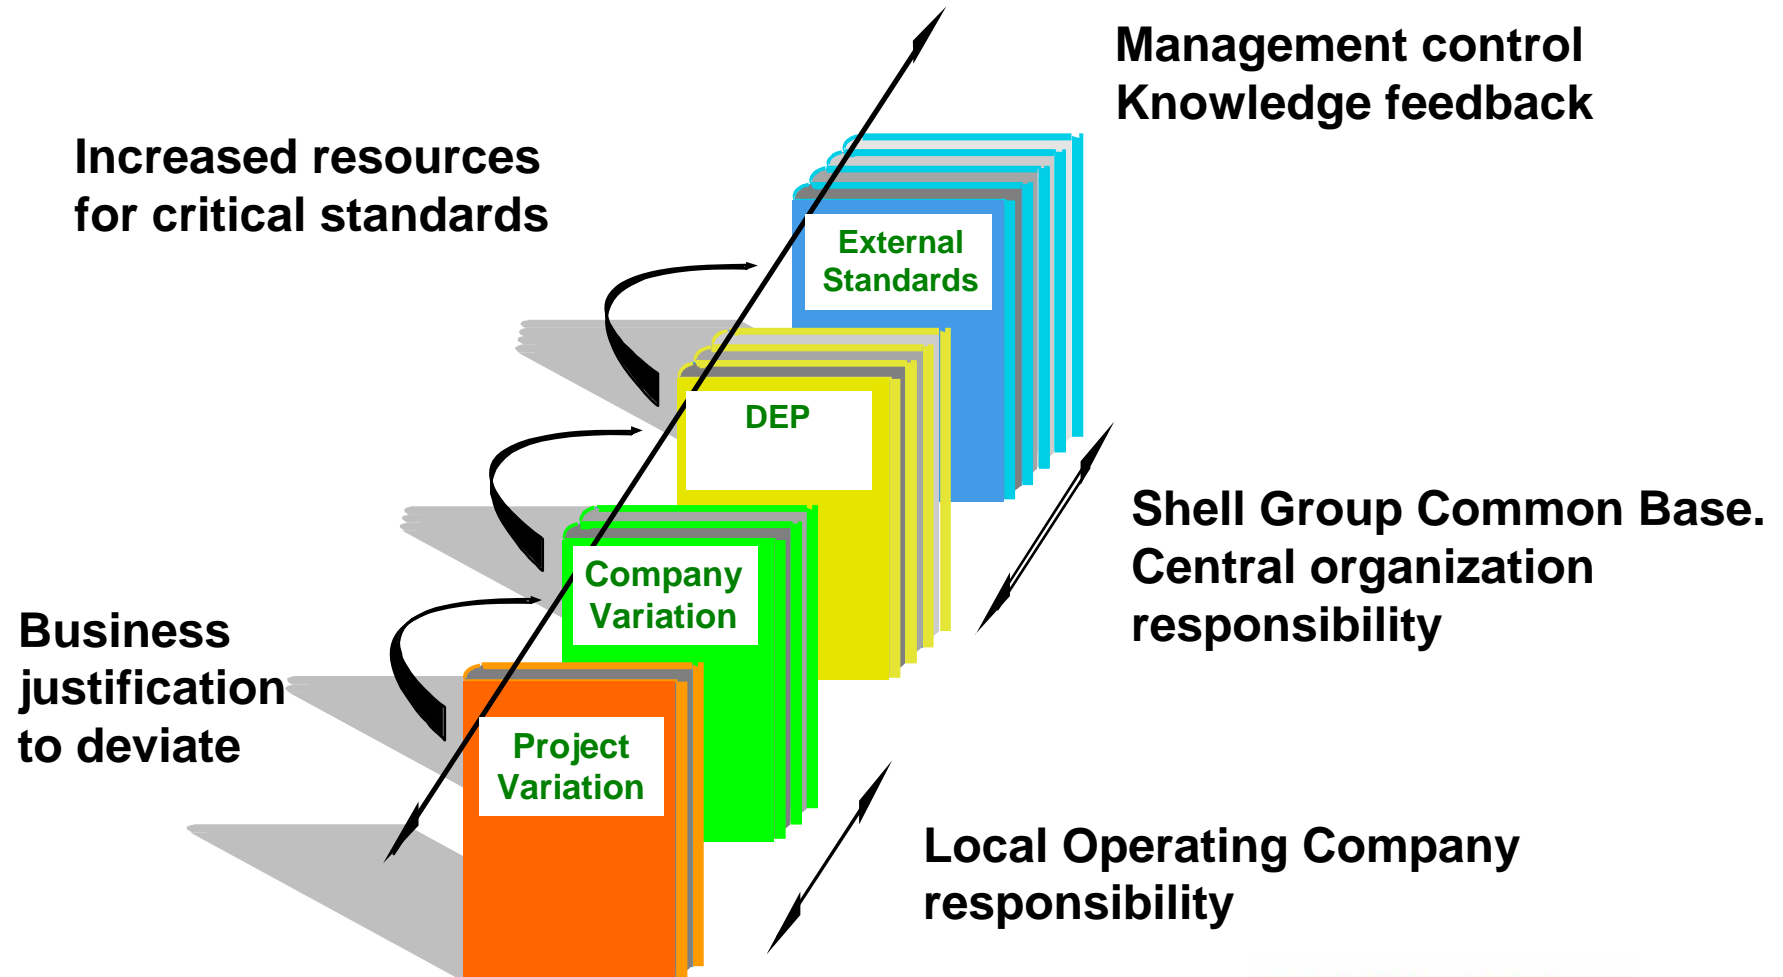 Management control
Knowledge feedback
Increased resources
for critical standards
External
Standards
DEP
Shell Group Common Base.
Central organization
responsibility
Company
Variation
Business
justification
to deviate
Project
Variation
Local Operating Company
responsibility